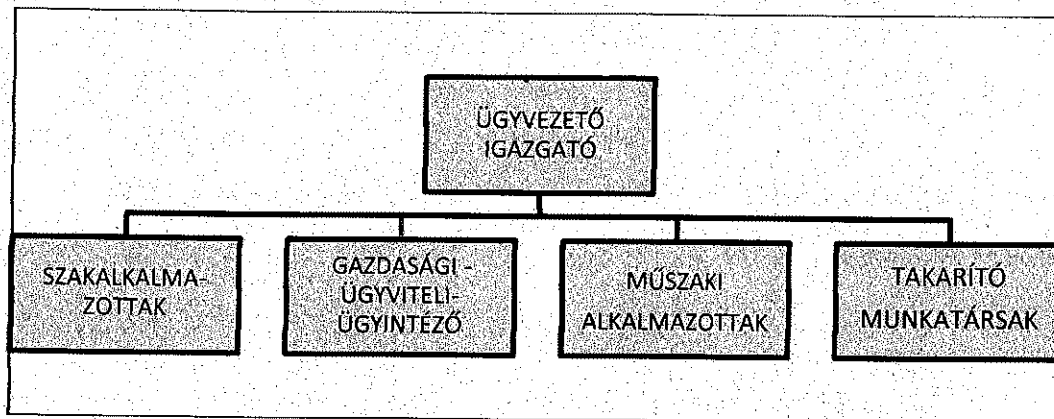 ÜGYVEZETŐ
IGAZGATÓ
SZAKALKALMA-
ZOTTAK
GAZDASÁGI -
ÜGYVITELI-
ÜGYINTÉZŐ
MŰSZAKI
ALKALMAZOTTAK
TAKARÍTÓ
MUNKATÁRSAK